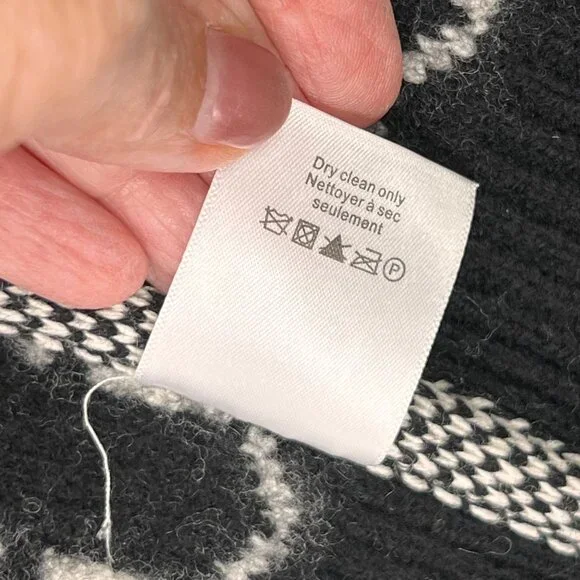 Dry clean only
Nettoyer à sec
seulement
P